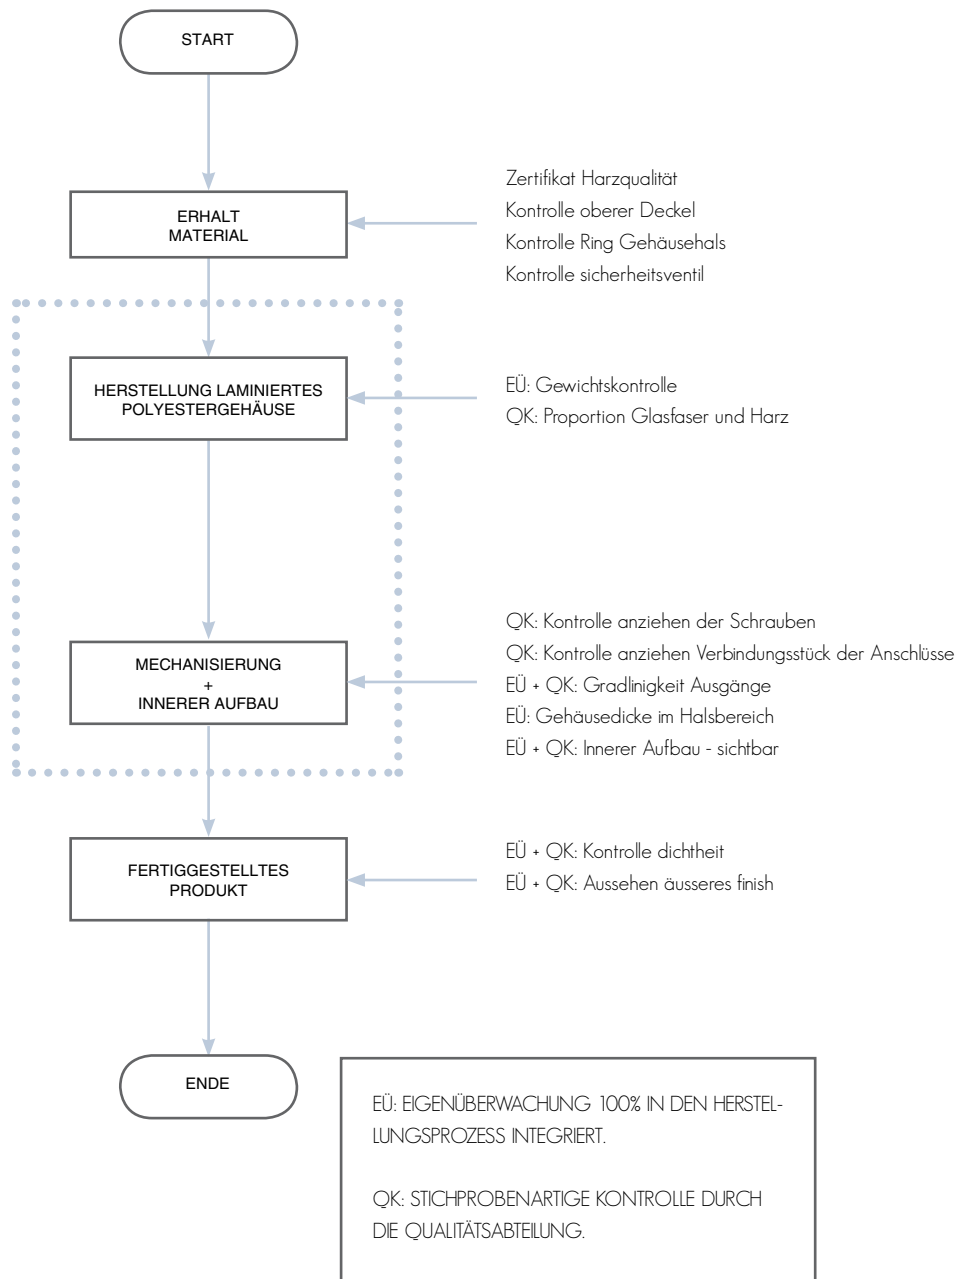 START
ERHALT
MATERIAL
Zertifikat Harzqualität
Kontrolle oberer Deckel
Kontrolle Ring Gehäusehals
Kontrolle sicherheitsventil
HERSTELLUNG LAMINIERTES
POLYESTERGEHÄUSE
EÜ: Gewichtskontrolle
QK: Proportion Glasfaser und Harz
MECHANISIERUNG
+
INNERER AUFBAU
QK: Kontrolle anziehen der Schrauben
QK: Kontrolle anziehen Verbindungsstück der Anschlüsse
EÜ + QK: Gradlinigkeit Ausgänge
EÜ: Gehäusedicke im Halsbereich
EÜ + QK: Innerer Aufbau - sichtbar
FERTIGGESTELLTES
PRODUKT
EÜ + QK: Kontrolle dichtheit
EÜ + QK: Aussehen äusseres finish
ENDE
EÜ: EIGENÜBERWACHUNG 100% IN DEN HERSTEL-
LUNGSPROZESS INTEGRIERT.
QK: STICHPROBENARTIGE KONTROLLE DURCH
DIE QUALITÄTSABTEILUNG.